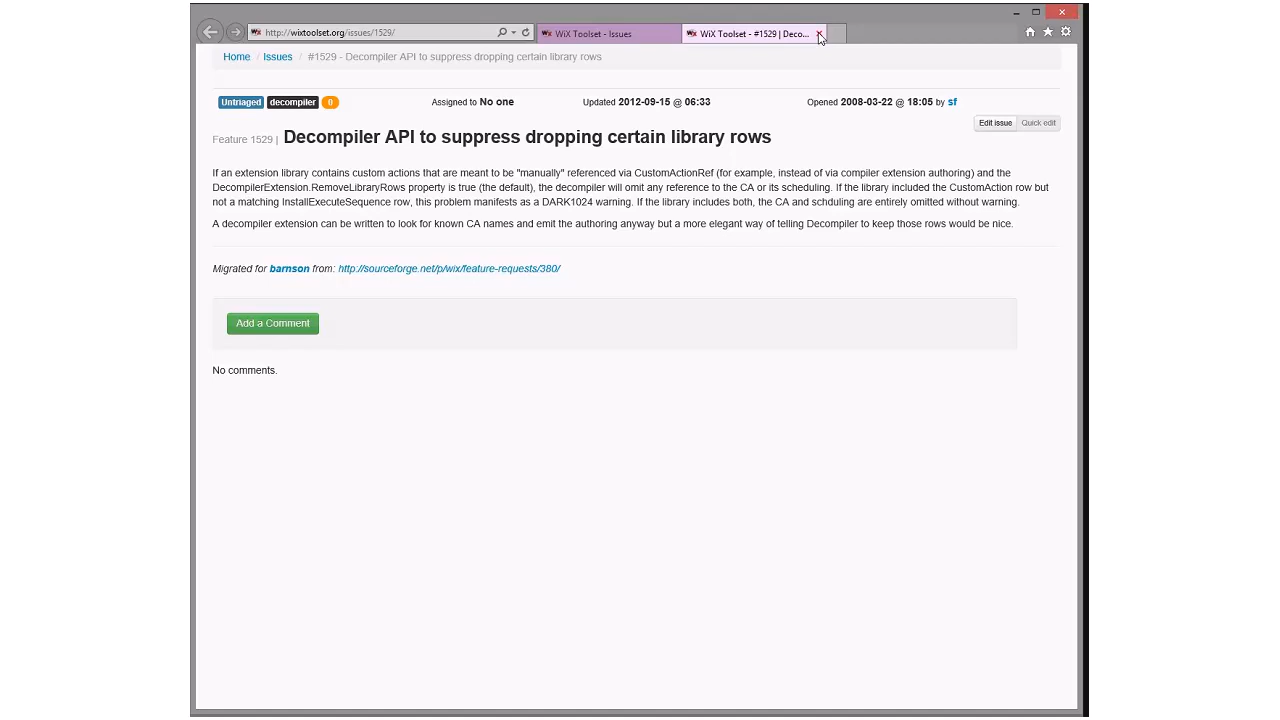 http://wixtoolset.org/issues/1529/
WiX Toolset - Issues
WiX Toolset - #1529 | Deco...
Home / Issues / #1529 - Decompiler API to suppress dropping certain library rows
Untriaged decompiler 0 Assigned to No one Updated 2012-09-15 @ 06:33 Opened 2008-03-22 @ 18:05 by sf
Edit issue Quick edit
Feature 1529 | Decompiler API to suppress dropping certain library rows
If an extension library contains custom actions that are meant to be "manually" referenced via CustomActionRef (for example, instead of via compiler extension authoring) and the
DecompilerExtension.RemoveLibraryRows property is true (the default), the decompiler will omit any reference to the CA or its scheduling. If the library included the CustomAction row but
not a matching InstallExecuteSequence row, this problem manifests as a DARK1024 warning. If the library includes both, the CA and schduling are entirely omitted without warning.
A decompiler extension can be written to look for known CA names and emit the authoring anyway but a more elegant way of telling Decompiler to keep those rows would be nice.
Migrated for barnson from: http://sourceforge.net/p/wix/feature-requests/380/
Add a Comment
No comments.